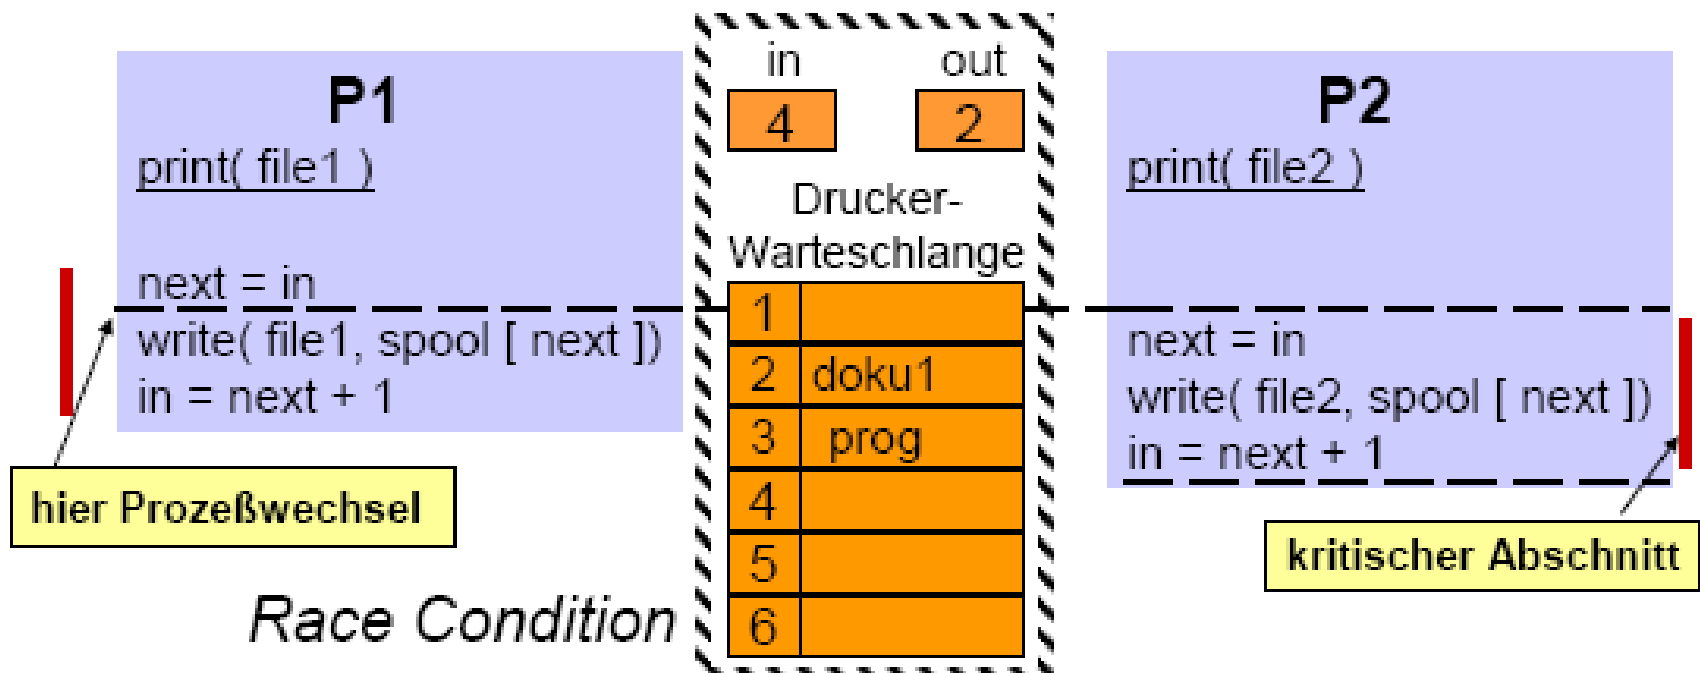 P1
print( file1 )
next = in
write( file1, spool [ next ])
in = next + 1
hier Prozeßwechsel
Race Condition
in out
4 2
Drucker-
Warteschlange
1
2 doku1
3 prog
4
5
6
P2
print( file2 )
next = in
write( file2, spool [ next ])
in = next + 1
kritischer Abschnitt